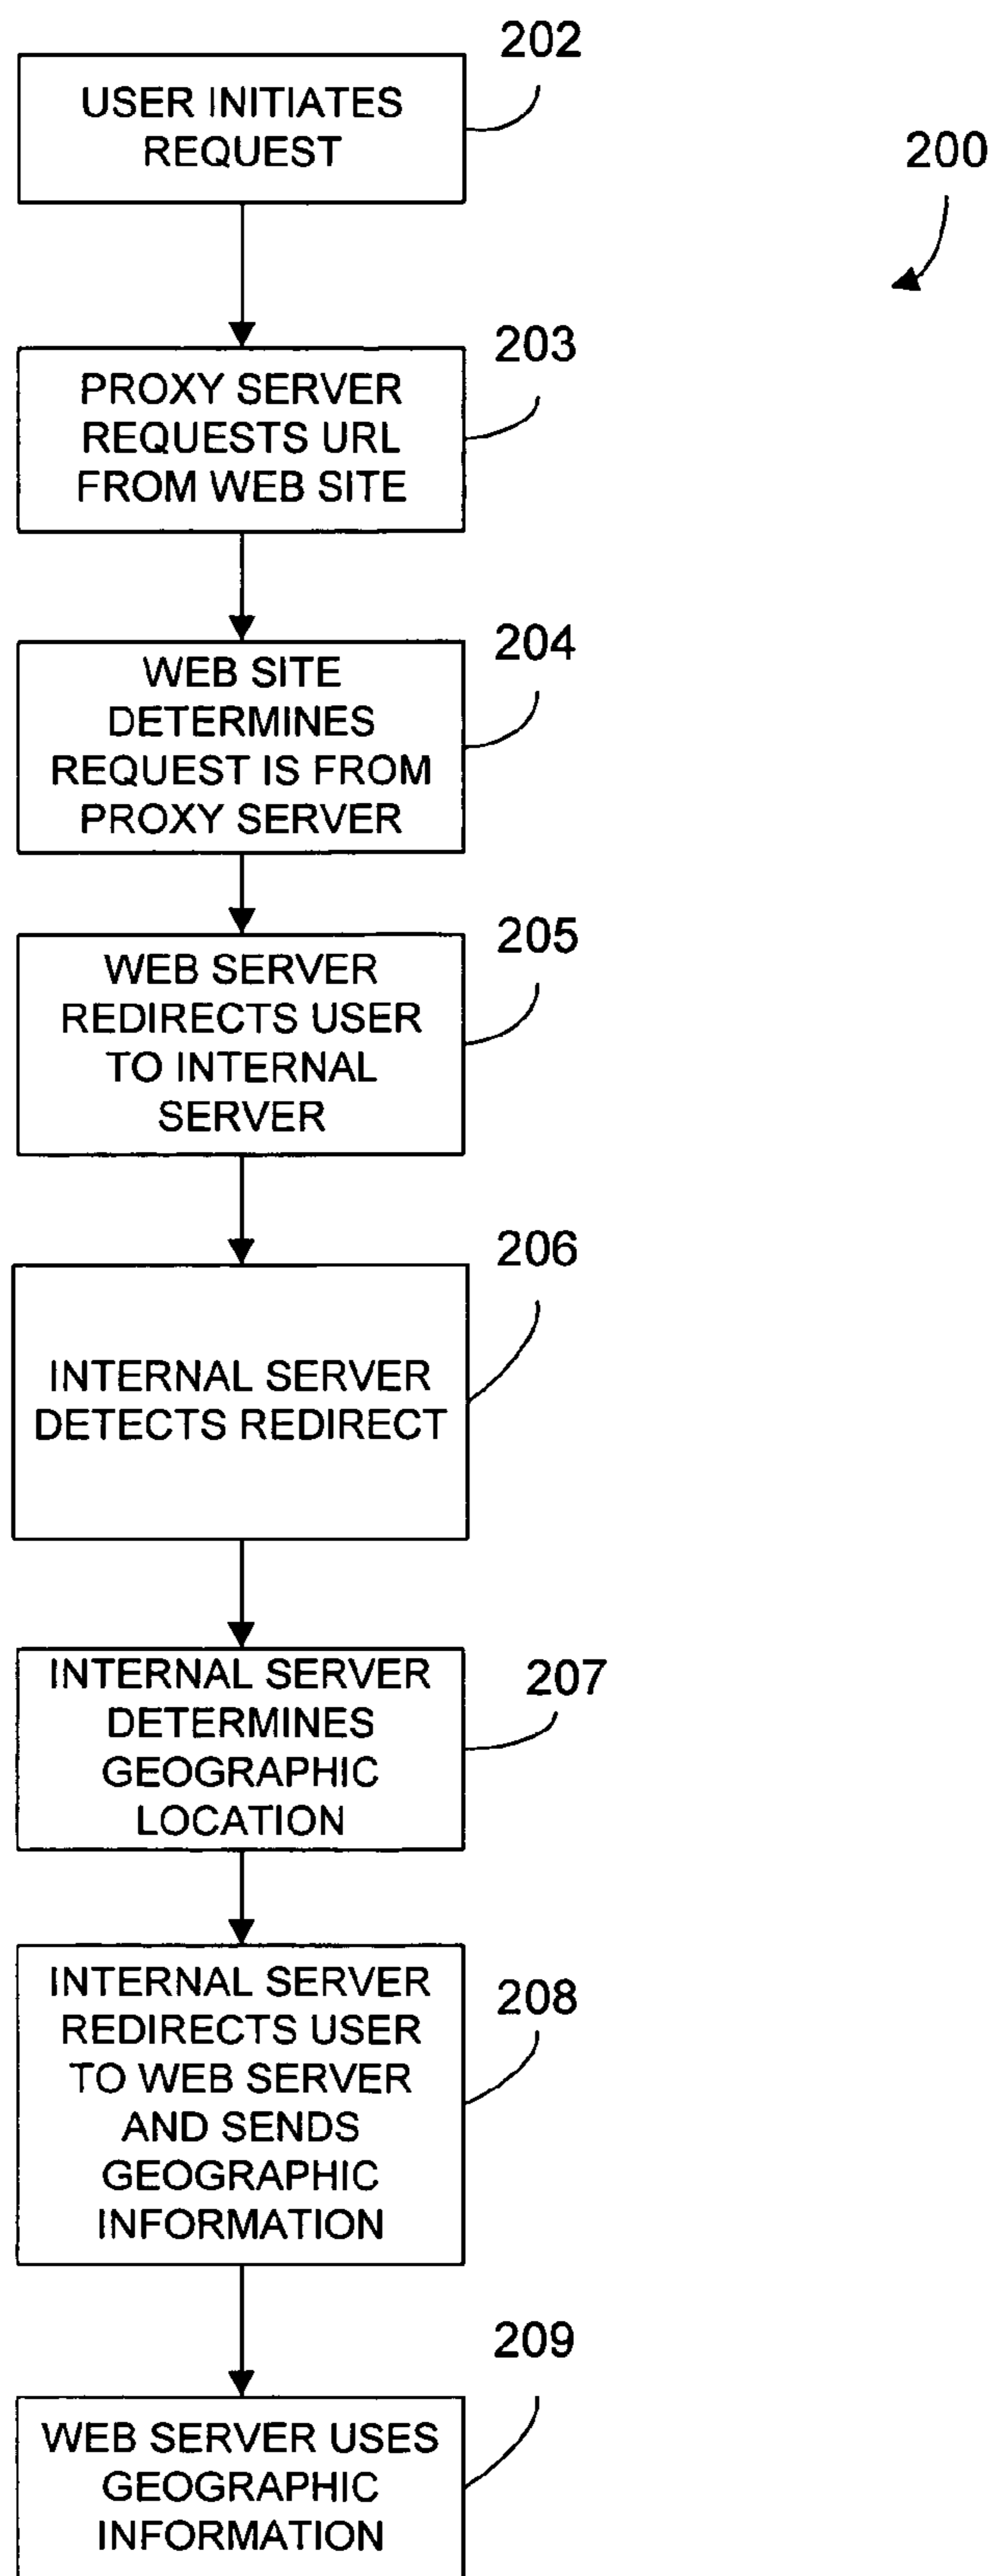 202
USER INITIATES
REQUEST
200
203
PROXY SERVER
REQUESTS URL
FROM WEB SITE
204
WEB SITE
DETERMINES
REQUEST IS FROM
PROXY SERVER
205
WEB SERVER
REDIRECTS USER
TO INTERNAL
SERVER
206
INTERNAL SERVER
DETECTS REDIRECT
207
INTERNAL SERVER
DETERMINES
GEOGRAPHIC
LOCATION
208
INTERNAL SERVER
REDIRECTS USER
TO WEB SERVER
AND SENDS
GEOGRAPHIC
INFORMATION
209
WEB SERVER USES
GEOGRAPHIC
INFORMATION